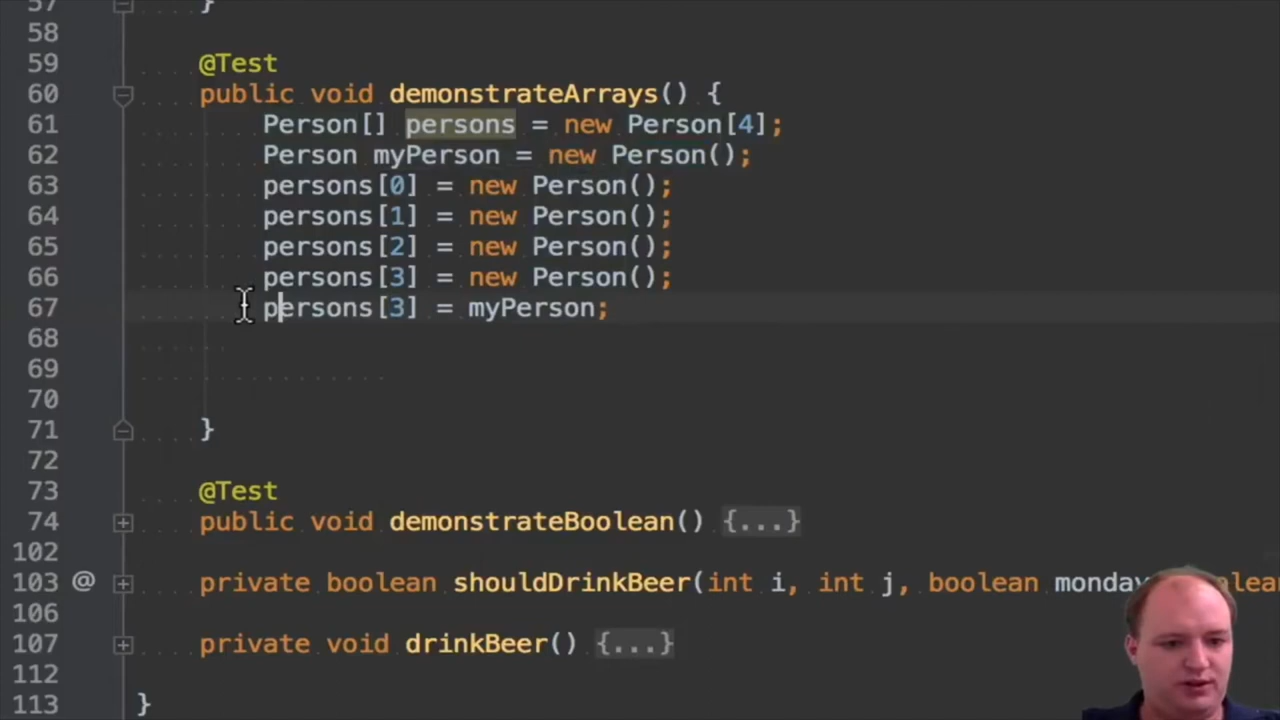 57 }
58
59 @Test
60 public void demonstrateArrays() {
61 Person[] persons = new Person[4];
62 Person myPerson = new Person();
63 persons[0] = new Person();
64 persons[1] = new Person();
65 persons[2] = new Person();
66 persons[3] = new Person();
67 persons[3] = myPerson;
68
69
70
71 }
72
73 @Test
74 public void demonstrateBoolean() {...}
102
103 @ private boolean shouldDrinkBeer(int i, int j, boolean monday
106
107 private void drinkBeer() {...}
112
113 }